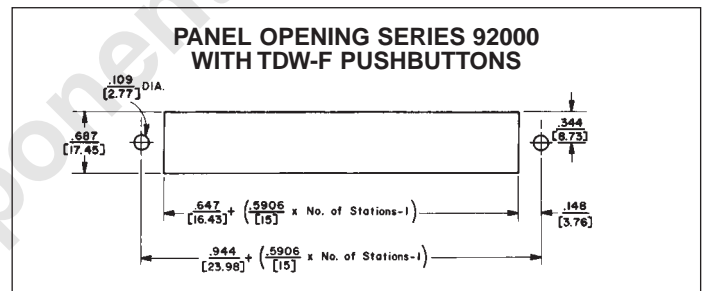 PANEL OPENING SERIES 92000
WITH TDW-F PUSHBUTTONS
.109
[2.77] DIA.
.687
[17.45]
.344
[8.73]
.647
[16.43] + (.5906
[15] x No. of Stations-1)
.148
[3.76]
.944
[23.98] + (.5906
[15] x No. of Stations-1)
ponent